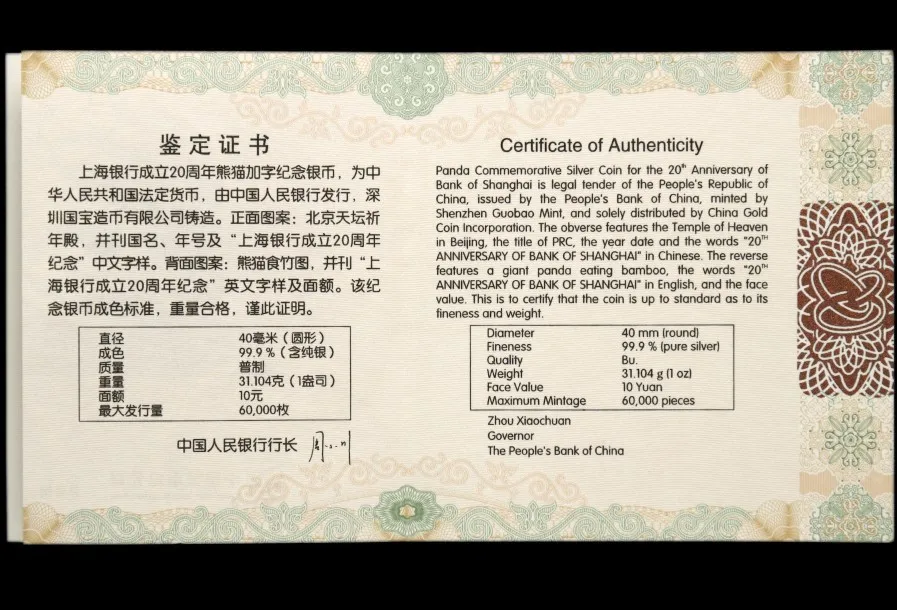 鉴定证书
上海银行成立20周年熊猫加字纪念银币，为中
华人民共和国法定货币，由中国人民银行发行，深
圳国宝造币有限公司铸造。正面图案：北京天坛祈
年殿，并刊国名、年号及“上海银行成立20周年
纪念”中文字样。背面图案：熊猫食竹图，并刊“上
海银行成立20周年纪念”英文字样及面额。该纪
念银币成色标准，重量合格，谨此证明。
直径 40毫米（圆形）
成色 99.9 %（含纯银）
质量 普制
重量 31.104克（1盎司）
面额 10元
最大发行量 60,000枚
中国人民银行行长
Certificate of Authenticity
Panda Commemorative Silver Coin for the 20th Anniversary of
Bank of Shanghai is legal tender of the People's Republic of
China, issued by the People's Bank of China, minted by
Shenzhen Guobao Mint, and solely distributed by China Gold
Coin Incorporation. The obverse features the Temple of Heaven
in Beijing, the title of PRC, the year date and the words "20TH
ANNIVERSARY OF BANK OF SHANGHAI" in Chinese. The reverse
features a giant panda eating bamboo, the words "20TH
ANNIVERSARY OF BANK OF SHANGHAI" in English, and the face
value. This is to certify that the coin is up to standard as to its
fineness and weight.
Diameter 40 mm (round)
Fineness 99.9 % (pure silver)
Quality Bu.
Weight 31.104 g (1 oz)
Face Value 10 Yuan
Maximum Mintage 60,000 pieces
Zhou Xiaochuan
Governor
The People's Bank of China